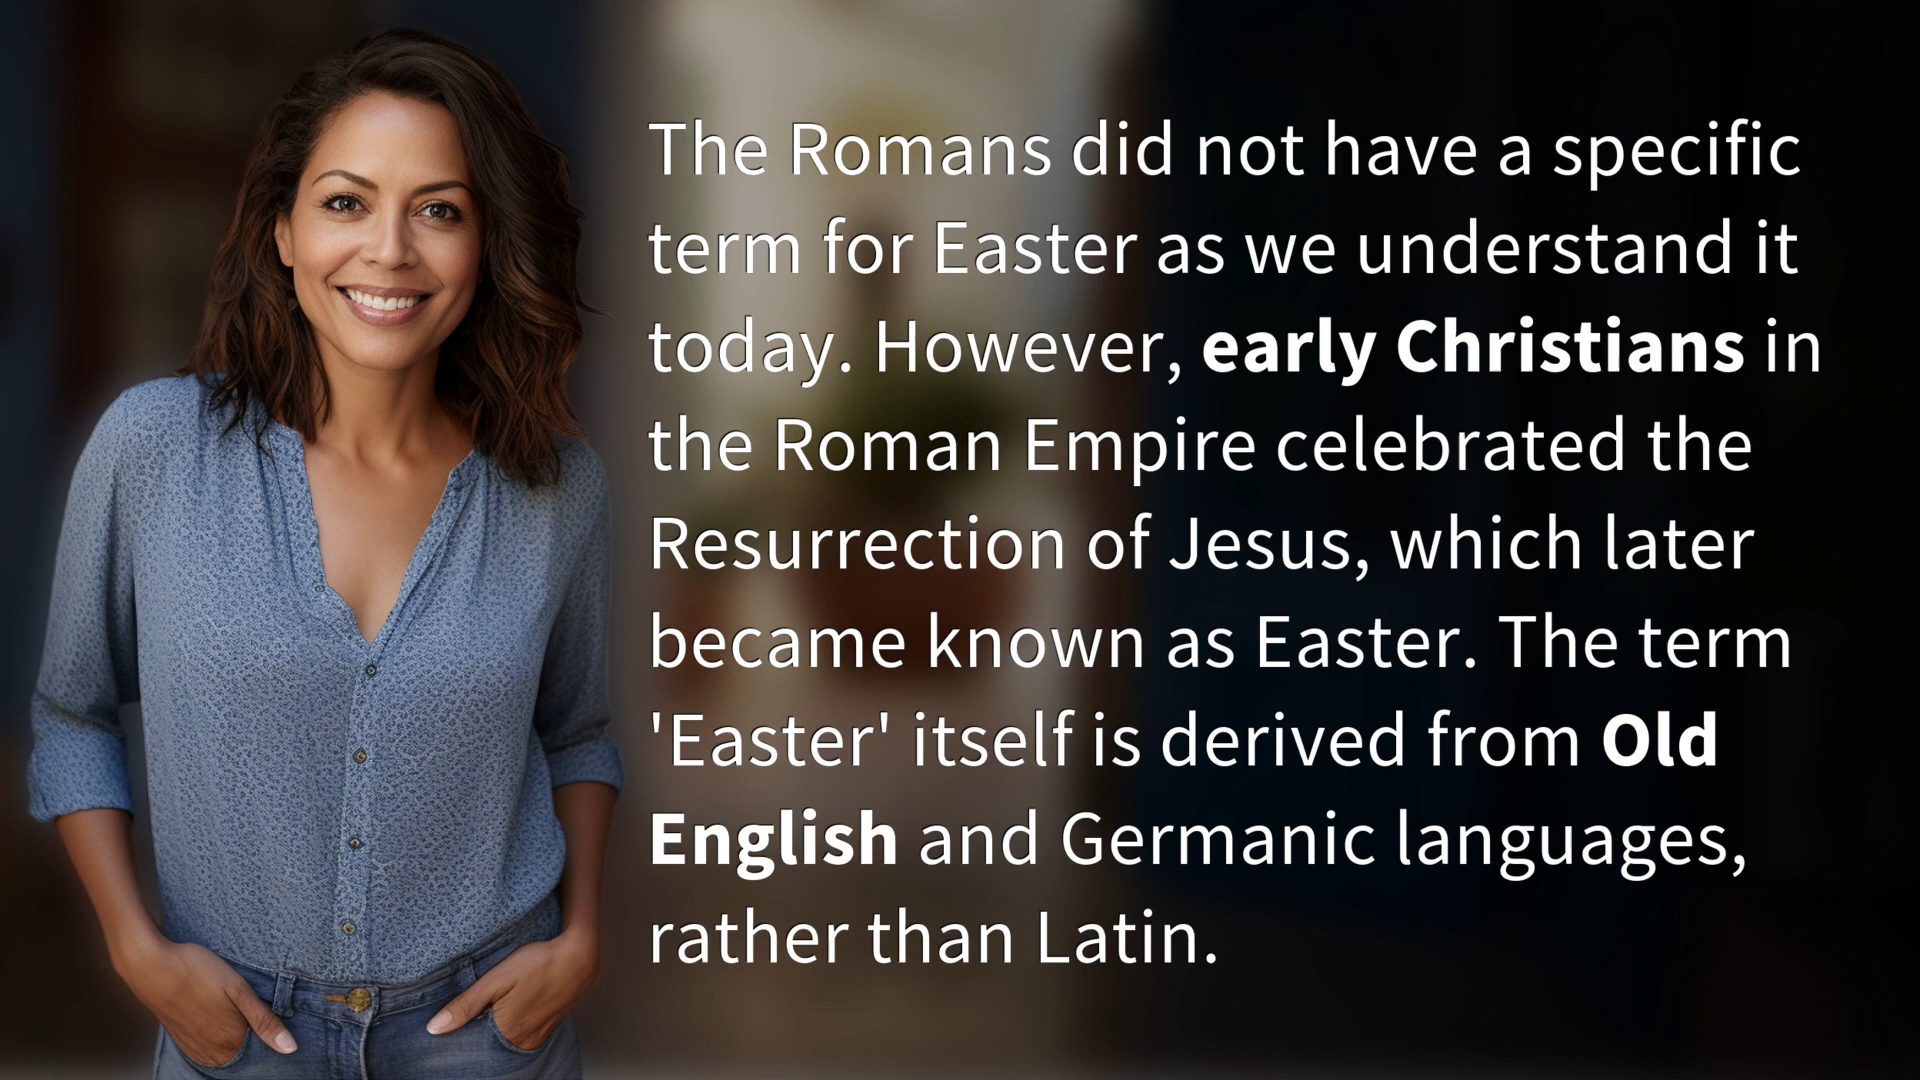 The Romans did not have a specific
term for Easter as we understand it
today. However, early Christians in
the Roman Empire celebrated the
Resurrection of Jesus, which later
became known as Easter. The term
'Easter' itself is derived from Old
English and Germanic languages,
rather than Latin.